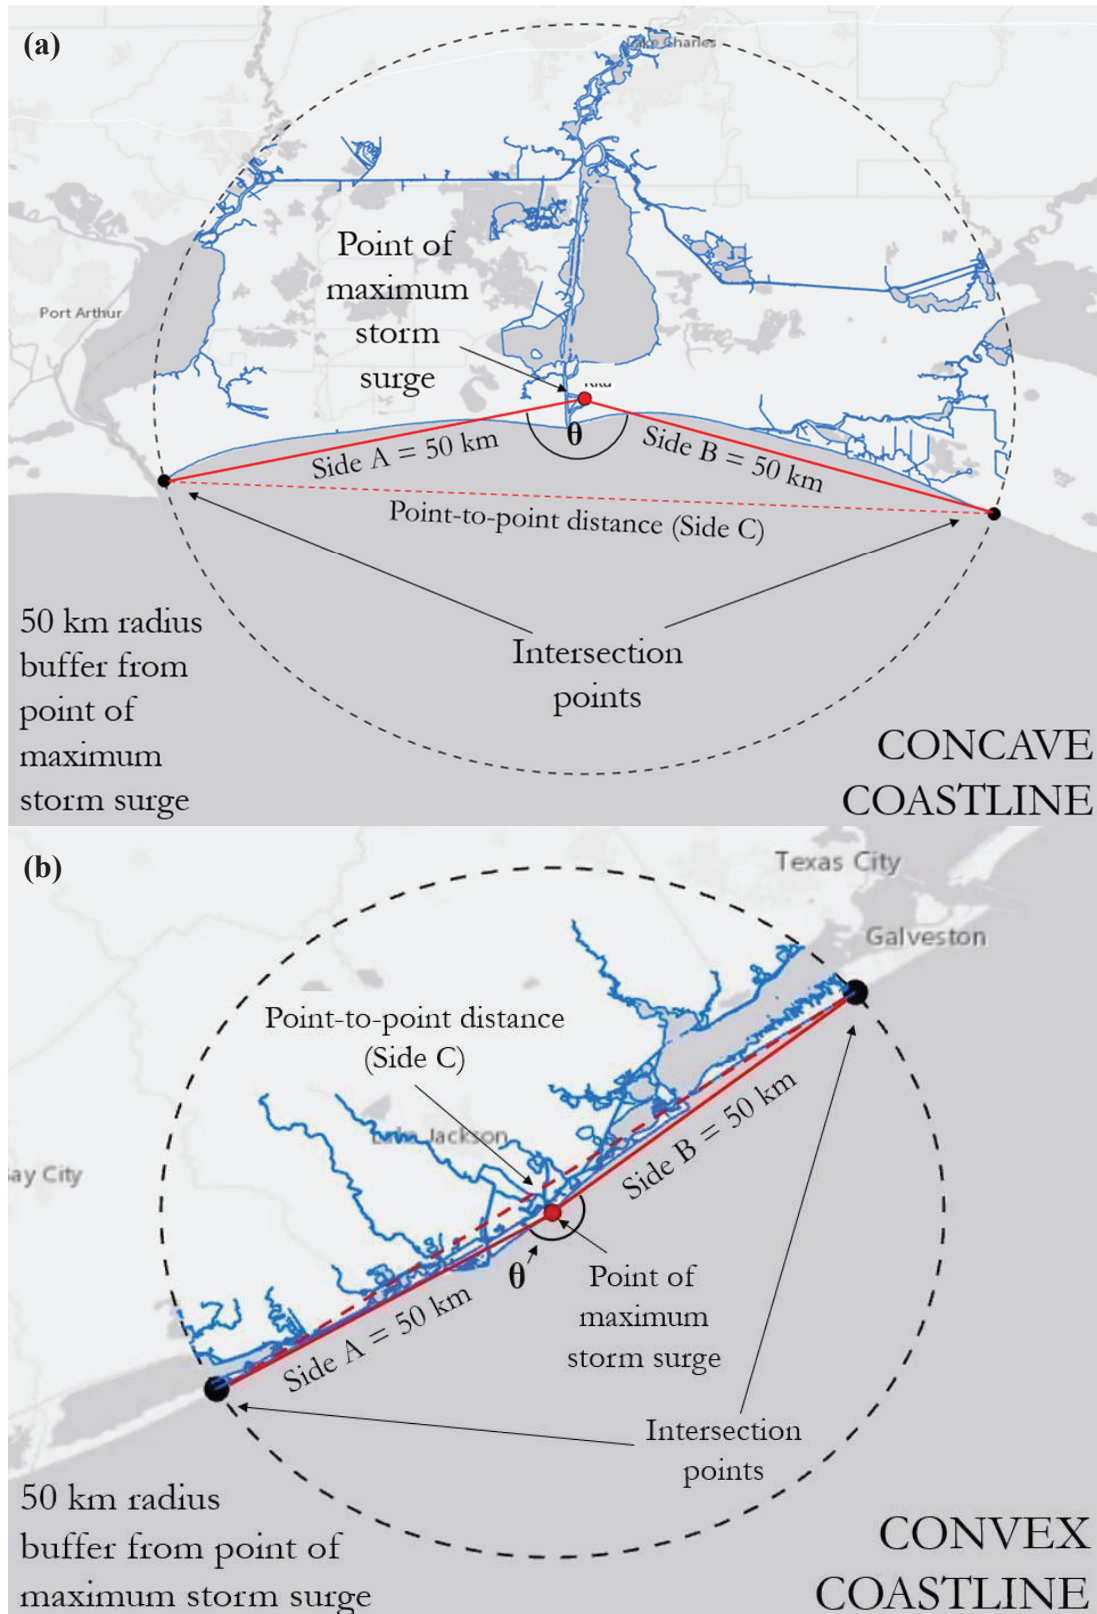 (a)
Lake Charles
Port Arthur
Point of
maximum
storm
surge
θ
Side A = 50 km
Side B = 50 km
Point-to-point distance (Side C)
50 km radius
buffer from
point of
maximum
storm surge
Intersection
points
CONCAVE
COASTLINE
(b)
Texas City
Galveston
Point-to-point distance
(Side C)
Jackson
ay City
Side B = 50 km
θ
Side A = 50 km
Point of
maximum
storm surge
Intersection
points
50 km radius
buffer from point of
maximum storm surge
CONVEX
COASTLINE